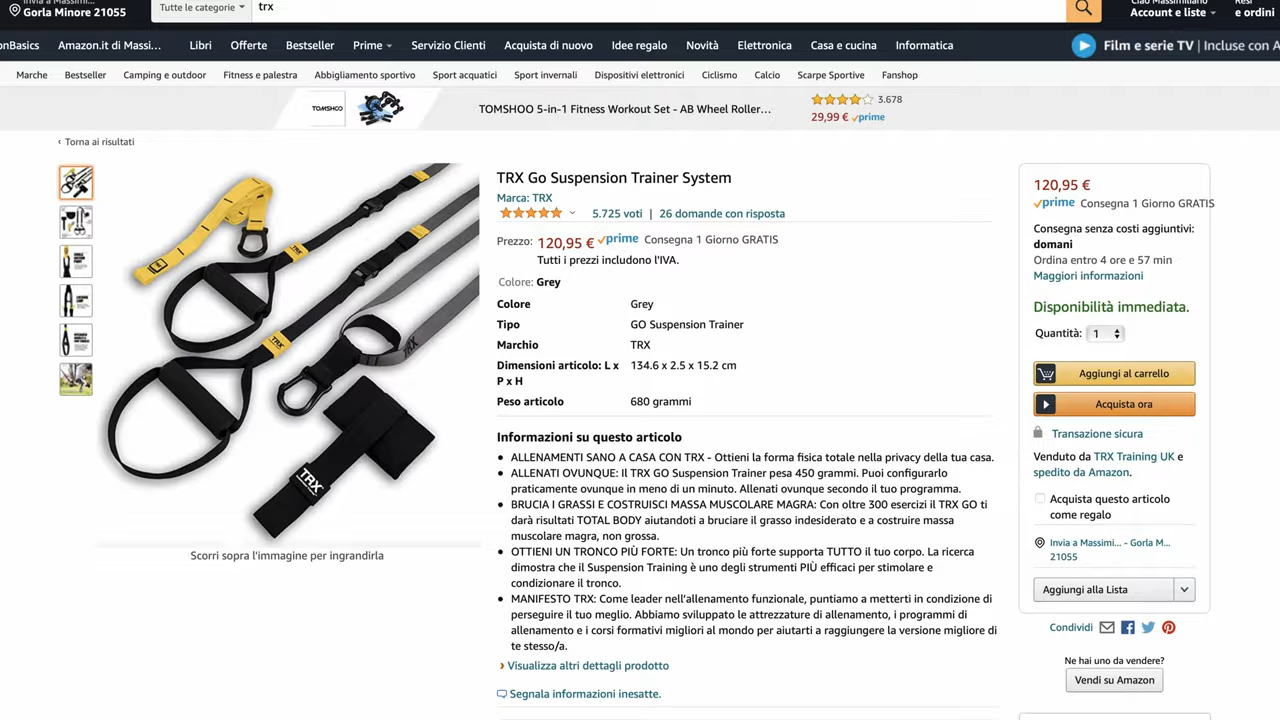 Invia a Massimi...
Gorla Minore 21055
Tutte le categorie
trx
Ciao Massimiliano
Account e liste
Resi
e ordini
onBasics
Amazon.it di Massi...
Libri
Offerte
Bestseller
Prime
Servizio Clienti
Acquista di nuovo
Idee regalo
Novità
Elettronica
Casa e cucina
Informatica
Film e serie TV | Incluse con A
Marche
Bestseller
Camping e outdoor
Fitness e palestra
Abbigliamento sportivo
Sport acquatici
Sport invernali
Dispositivi elettronici
Ciclismo
Calcio
Scarpe Sportive
Fanshop
TOMSHOO
TOMSHOO 5-in-1 Fitness Workout Set - AB Wheel Roller...
3.678
29,99 € prime
‹ Torna ai risultati
TRX
TRX
TRX
TRX
Scorri sopra l'immagine per ingrandirla
TRX Go Suspension Trainer System
Marca: TRX
5.725 voti | 26 domande con risposta
Prezzo: 120,95 € prime Consegna 1 Giorno GRATIS
Tutti i prezzi includono l'IVA.
Colore: Grey
Colore Grey
Tipo GO Suspension Trainer
Marchio TRX
Dimensioni articolo: L x 134.6 x 2.5 x 15.2 cm
P x H
Peso articolo 680 grammi
Informazioni su questo articolo
• ALLENAMENTI SANO A CASA CON TRX - Ottieni la forma fisica totale nella privacy della tua casa.
• ALLENATI OVUNQUE: Il TRX GO Suspension Trainer pesa 450 grammi. Puoi configurarlo
praticamente ovunque in meno di un minuto. Allenati ovunque secondo il tuo programma.
• BRUCIA I GRASSI E COSTRUISCI MASSA MUSCOLARE MAGRA: Con oltre 300 esercizi il TRX GO ti
darà risultati TOTAL BODY aiutandoti a bruciare il grasso indesiderato e a costruire massa
muscolare magra, non grossa.
• OTTIENI UN TRONCO PIÙ FORTE: Un tronco più forte supporta TUTTO il tuo corpo. La ricerca
dimostra che il Suspension Training è uno degli strumenti PIÙ efficaci per stimolare e
condizionare il tronco.
• MANIFESTO TRX: Come leader nell'allenamento funzionale, puntiamo a metterti in condizione di
perseguire il tuo meglio. Abbiamo sviluppato le attrezzature di allenamento, i programmi di
allenamento e i corsi formativi migliori al mondo per aiutarti a raggiungere la versione migliore di
te stesso/a.
› Visualizza altri dettagli prodotto
Segnala informazioni inesatte.
120,95 €
prime Consegna 1 Giorno GRATIS
Consegna senza costi aggiuntivi:
domani
Ordina entro 4 ore e 57 min
Maggiori informazioni
Disponibilità immediata.
Quantità: 1
Aggiungi al carrello
Acquista ora
Transazione sicura
Venduto da TRX Training UK e
spedito da Amazon.
Acquista questo articolo
come regalo
Invia a Massimi... - Gorla M...
21055
Aggiungi alla Lista
Condividi
Ne hai uno da vendere?
Vendi su Amazon